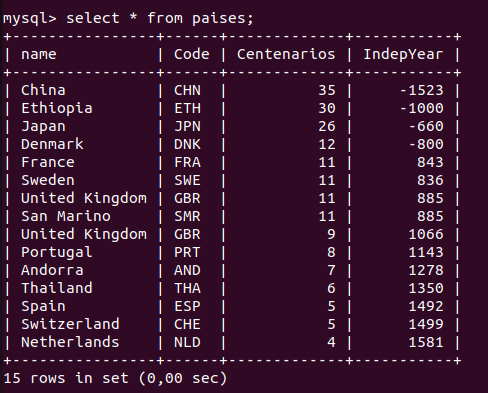 mysql> select * from paises;
+----------------+------+-------------+-----------+
| name           | Code | Centenarios | IndepYear |
+----------------+------+-------------+-----------+
| China          | CHN  |          35 |     -1523 |
| Ethiopia       | ETH  |          30 |     -1000 |
| Japan          | JPN  |          26 |      -660 |
| Denmark        | DNK  |          12 |      -800 |
| France         | FRA  |          11 |       843 |
| Sweden         | SWE  |          11 |       836 |
| United Kingdom | GBR  |          11 |       885 |
| San Marino     | SMR  |          11 |       885 |
| United Kingdom | GBR  |           9 |      1066 |
| Portugal       | PRT  |           8 |      1143 |
| Andorra        | AND  |           7 |      1278 |
| Thailand       | THA  |           6 |      1350 |
| Spain          | ESP  |           5 |      1492 |
| Switzerland    | CHE  |           5 |      1499 |
| Netherlands    | NLD  |           4 |      1581 |
+----------------+------+-------------+-----------+
15 rows in set (0,00 sec)